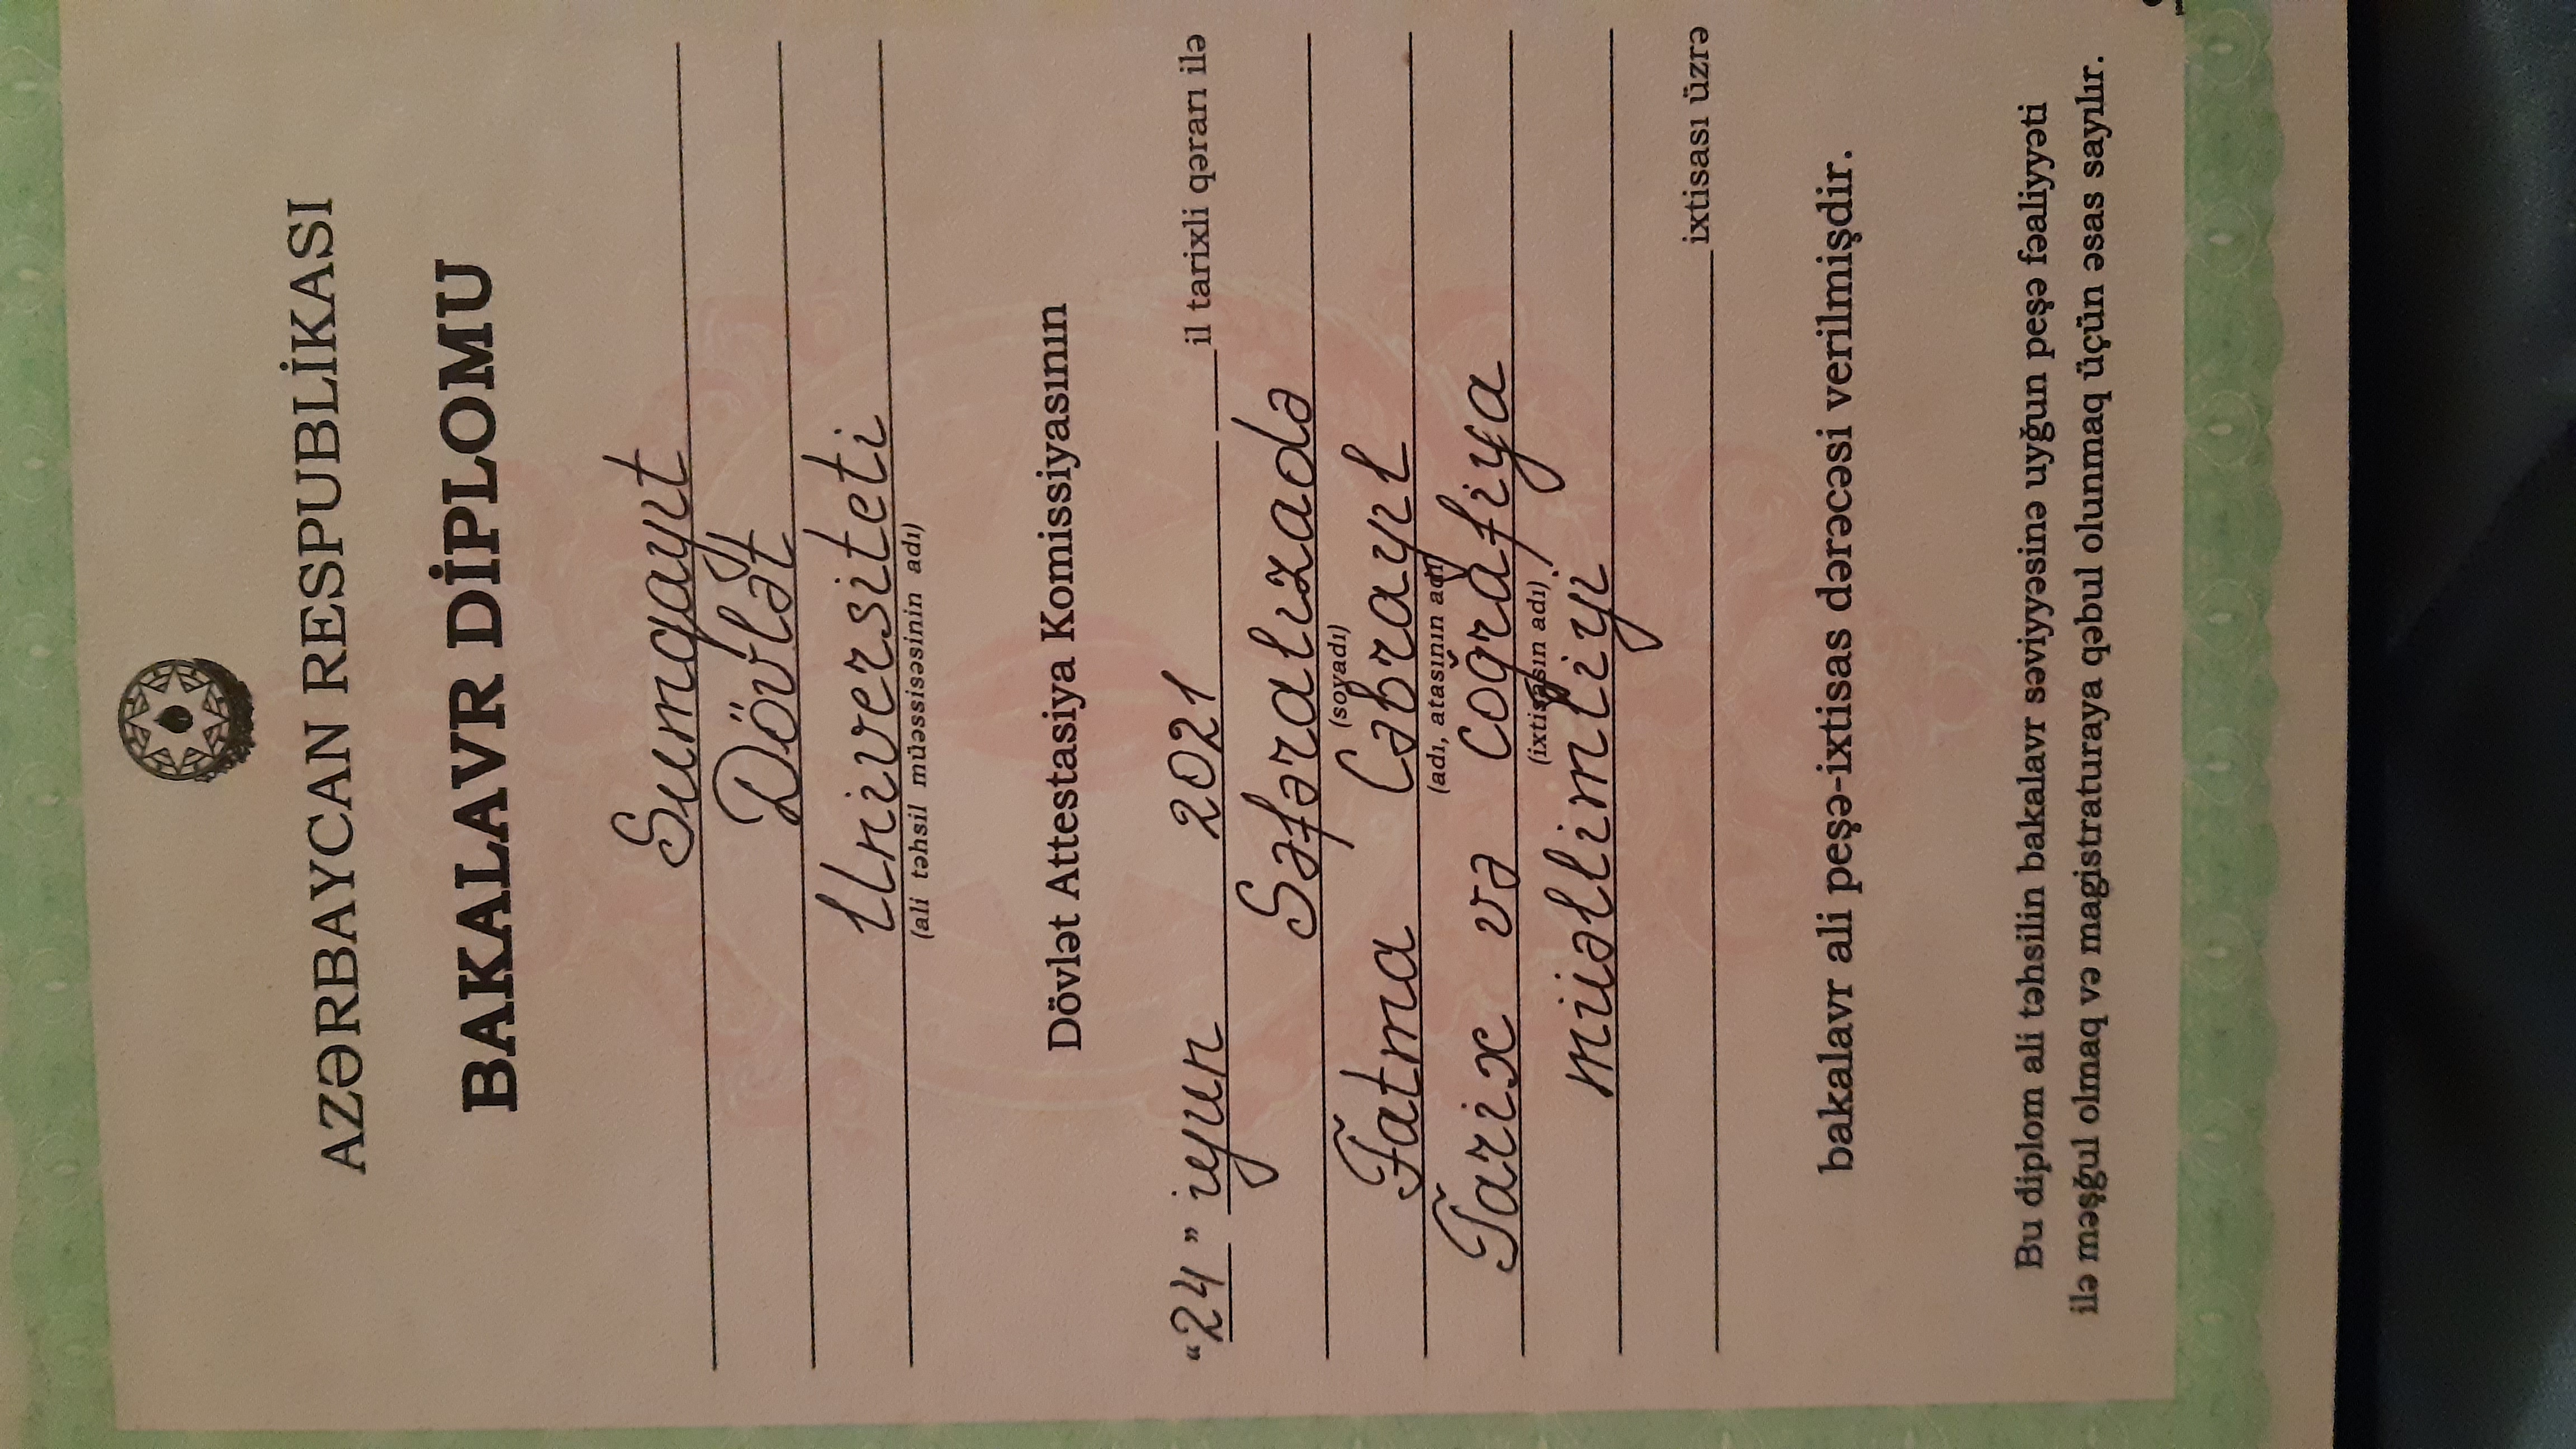 AZƏRBAYCAN RESPUBLİKASI
BAKALAVR DİPLOMU
Sumqayıt
Dövlət
Universiteti
(ali təhsil müəssisəsinin adı)
Dövlət Attestasiya Komissiyasının
“24” iyun 2021 il tarixli qərarı ilə
Səfəralızadə
(soyadı)
Fatma Cəbrayıl
(adı, atasının adı)
Tarix və Coğrafiya
(ixtisasın adı)
müəllimliyi
ixtisası üzrə
bakalavr ali peşə-ixtisas dərəcəsi verilmişdir.
Bu diplom ali təhsilin bakalavr səviyyəsinə uyğun peşə fəaliyyəti
ilə məşğul olmaq və magistraturaya qəbul olunmaq üçün əsas sayılır.